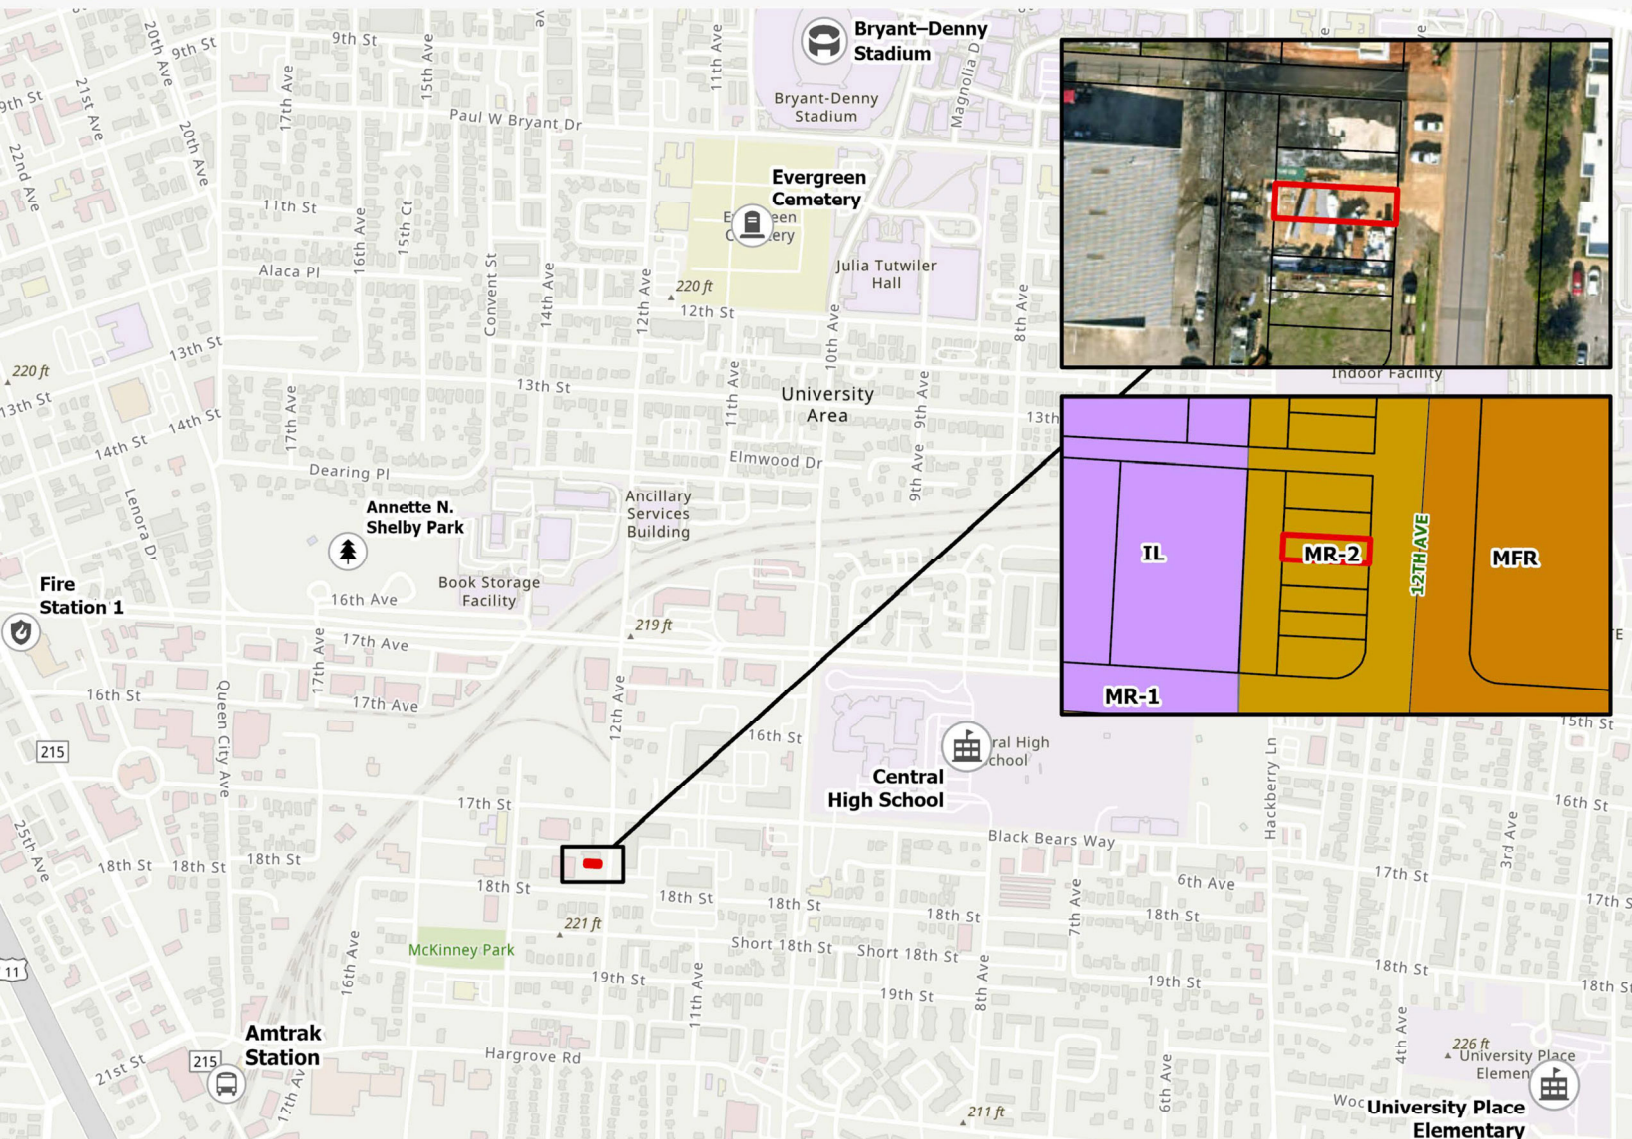 Bryant–Denny
Stadium
Bryant-Denny
Stadium
9th St
9th St
9th St
20th Ave
21st Ave
20th Ave
22nd Ave
17th Ave
15th Ave
11th Ave
Magnolia D
Paul W Bryant Dr
Evergreen
Cemetery
11th St
16th Ave
15th Ct
Alaca Pl
Convent St
14th Ave
12th Ave
220 ft
12th St
Julia Tutwiler
Hall
10th Ave
8th Ave
220 ft
13th St
13th St
14th St
14th St
17th Ave
13th St
11th Ave
University
Area
9th Ave
13th
Elmwood Dr
9th Ave
Dearing Pl
Lenora Dr
Annette N.
Shelby Park
Ancillary
Services
Building
Book Storage
Facility
Fire
Station 1
16th Ave
17th Ave
17th Ave
219 ft
16th St
17th Ave
Queen City Ave
12th Ave
16th St
215
Central
High School
ral High
chool
17th St
Black Bears Way
Hackberry Ln
15th St
16th St
3rd Ave
25th Ave
18th St
18th St
18th St
18th St
18th St
18th St
18th St
18th St
6th Ave
7th Ave
17th St
17th S
221 ft
McKinney Park
Short 18th St
Short 18th St
16th Ave
19th St
11th Ave
19th St
8th Ave
19th St
18th St
18th St
11
Amtrak
Station
215
21st St
17th Ave
Hargrove Rd
211 ft
6th Ave
4th Ave
226 ft
University Place
Elemen
University Place
Elementary
Indoor Facility
IL
MR-2
12TH AVE
MFR
MR-1